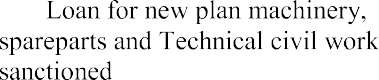 Loan for new plan machinery,
spareparts and Technical civil work
sanctioned